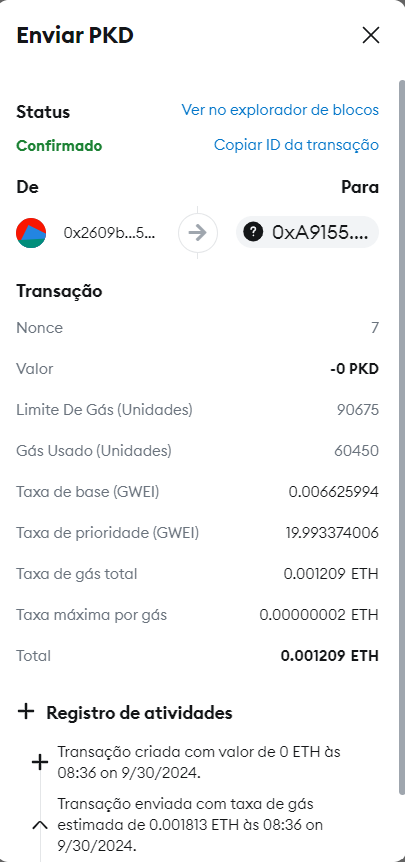 Enviar PKD
Status Ver no explorador de blocos
Confirmado Copiar ID da transação
De Para
0x2609b...5... ? 0xA9155....
Transação
Nonce 7
Valor -0 PKD
Limite De Gás (Unidades) 90675
Gás Usado (Unidades) 60450
Taxa de base (GWEI) 0.006625994
Taxa de prioridade (GWEI) 19.993374006
Taxa de gás total 0.001209 ETH
Taxa máxima por gás 0.00000002 ETH
Total 0.001209 ETH
Registro de atividades
Transação criada com valor de 0 ETH às
08:36 on 9/30/2024.
Transação enviada com taxa de gás
estimada de 0.001813 ETH às 08:36 on
9/30/2024.